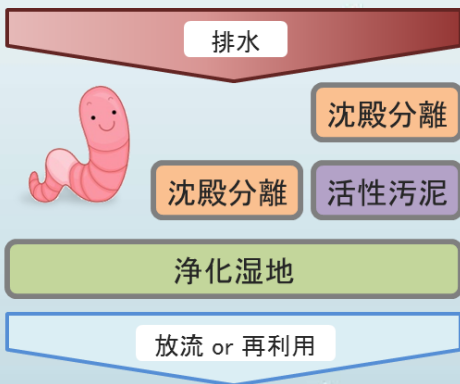 排水
沈殿分離
沈殿分離
活性汚泥
浄化湿地
放流 or 再利用